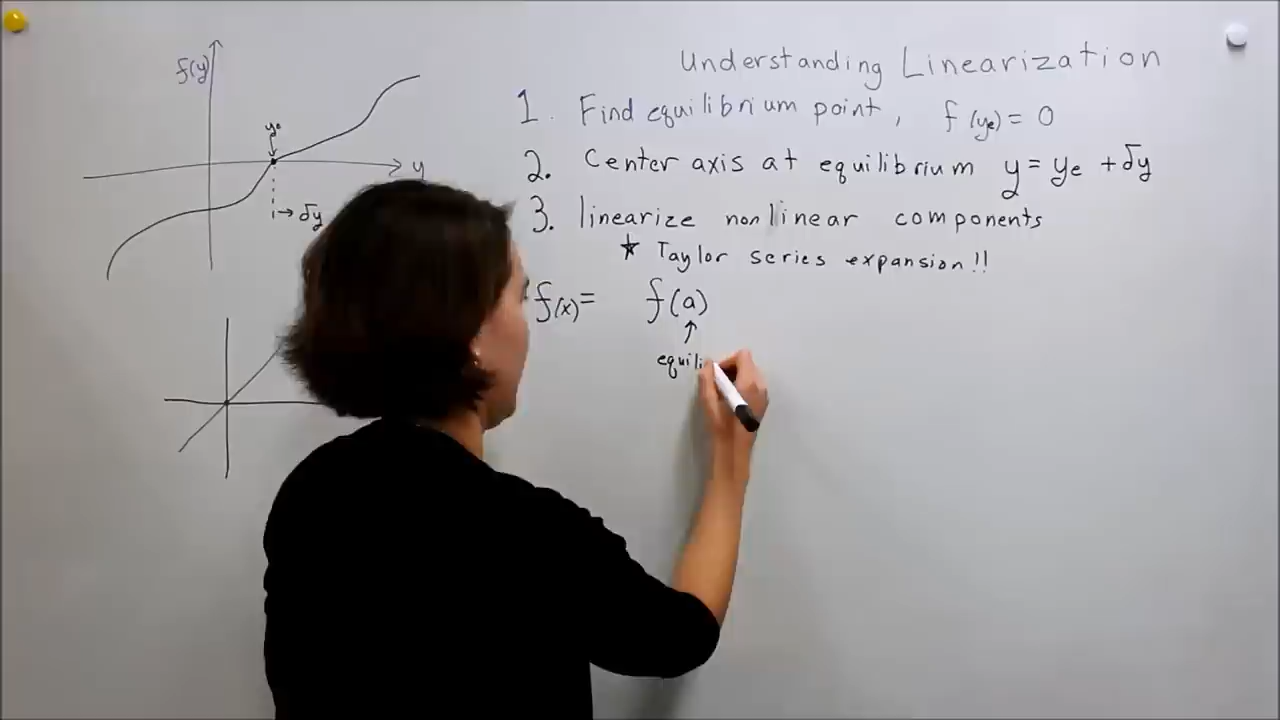 Understanding Linearization
1. Find equilibrium point, f(ye) = 0
2. Center axis at equilibrium y = ye + δy
3. linearize nonlinear components
* Taylor series expansion!!
f(x) = f(a)
↑
equili
f(y)
ye
y
→ δy